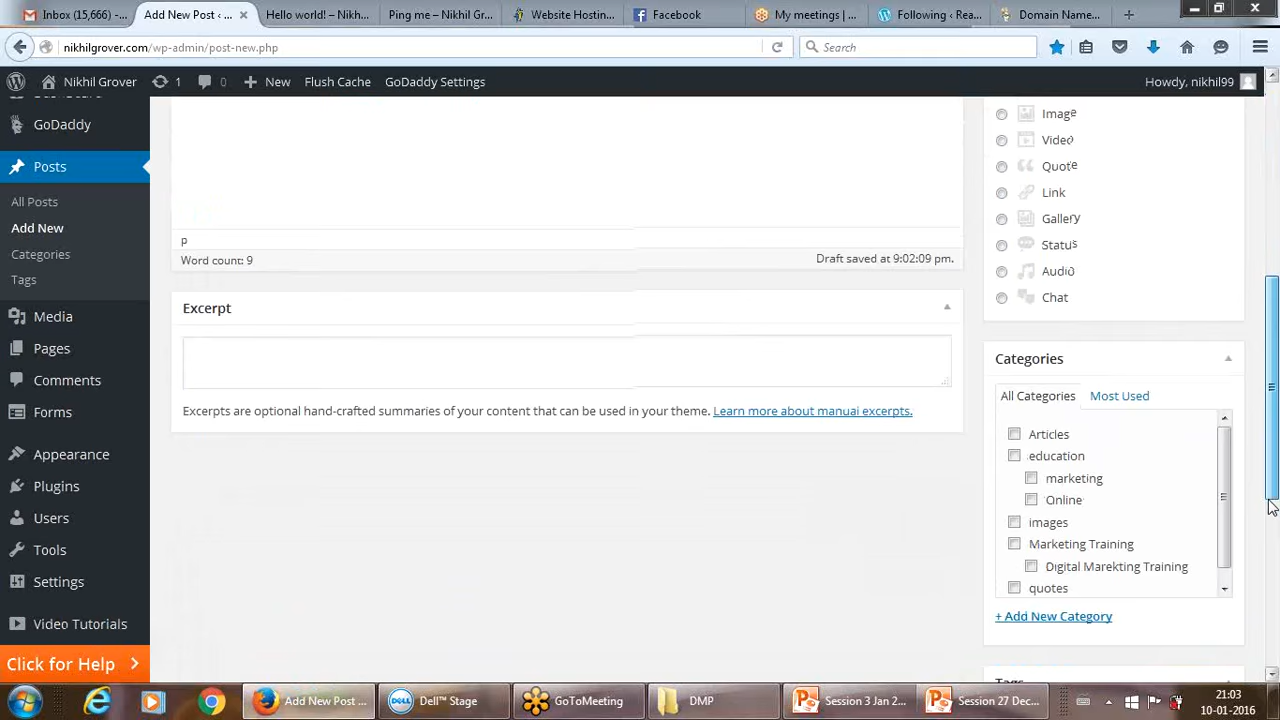 Inbox (15,666) -
Add New Post ‹
Hello world! – Nikh...
Ping me – Nikhil Gr...
Website Hostin...
Facebook
My meetings | ...
Following ‹ Rea...
Domain Name...
nikhilgrover.com/wp-admin/post-new.php
Search
Nikhil Grover
1
0
New
Flush Cache
GoDaddy Settings
Howdy, nikhil99
GoDaddy
Posts
All Posts
Add New
Categories
Tags
Media
Pages
Comments
Forms
Appearance
Plugins
Users
Tools
Settings
Video Tutorials
Click for Help
p
Word count: 9
Draft saved at 9:02:09 pm.
Excerpt
Excerpts are optional hand-crafted summaries of your content that can be used in your theme. Learn more about manual excerpts.
Image
Video
Quote
Link
Gallery
Status
Audio
Chat
Categories
All Categories
Most Used
Articles
education
marketing
Online
images
Marketing Training
Digital Marekting Training
quotes
+ Add New Category
Tags
Add New Post ...
Dell™ Stage
GoToMeeting
DMP
Session 3 Jan 2...
Session 27 Dec...
21:03
10-01-2016